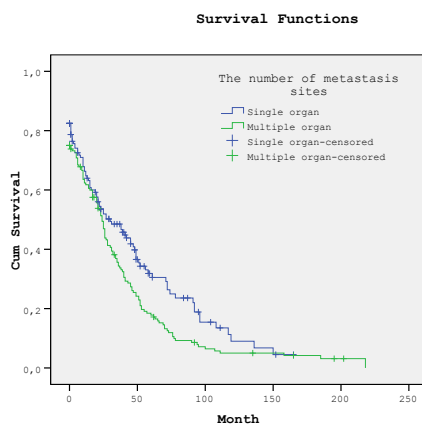 Survival Functions
The number of metastasis
sites
Single organ
Multiple organ
Single organ-censored
Multiple organ-censored
Cum Survival
1,0
0,8
0,6
0,4
0,2
0,0
0 50 100 150 200 250
Month